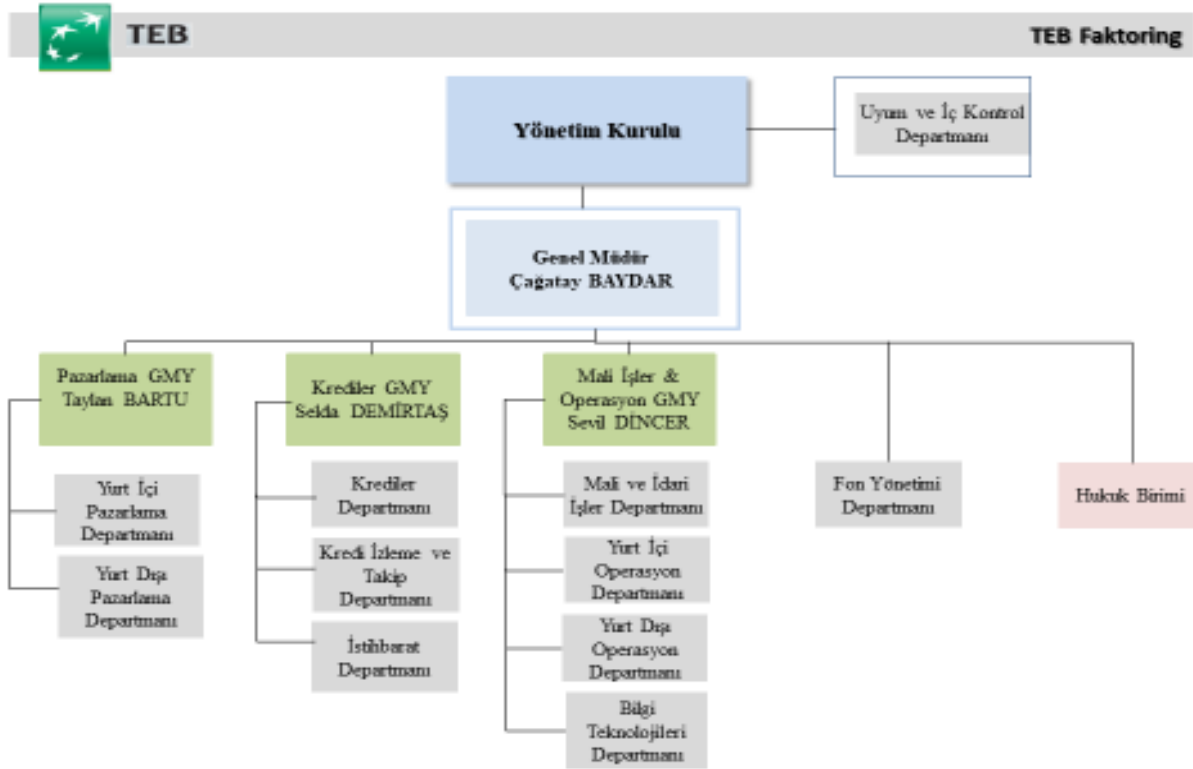 TEB
TEB Faktoring
Yönetim Kurulu
Uyum ve İç Kontrol
Departmanı
Genel Müdür
Çağatay BAYDAR
Pazarlama GMY
Taylan BARTU
Krediler GMY
Selda DEMİRTAŞ
Mali İşler &
Operasyon GMY
Sevil DİNCER
Yurt İçi
Pazarlama
Departmanı
Yurt Dışı
Pazarlama
Departmanı
Krediler
Departmanı
Kredi İzleme ve
Takip
Departmanı
İstihbarat
Departmanı
Mali ve İdari
İşler Departmanı
Yurt İçi
Operasyon
Departmanı
Yurt Dışı
Operasyon
Departmanı
Bilgi
Teknolojileri
Departmanı
Fon Yönetimi
Departmanı
Hukuk Birimi